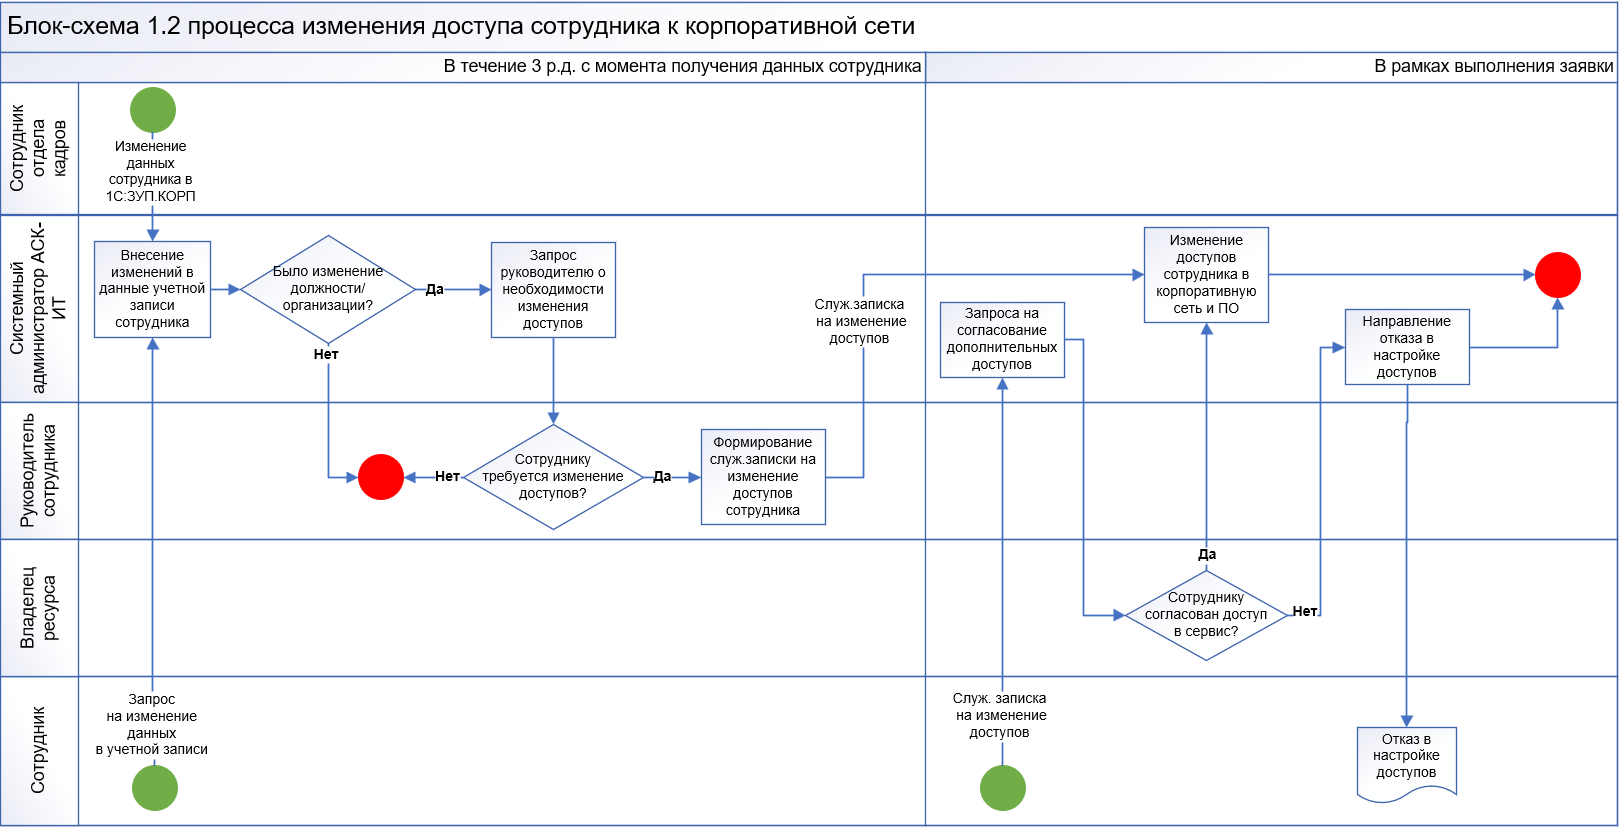 Блок-схема 1.2 процесса изменения доступа сотрудника к корпоративной сети
В течение 3 р.д. с момента получения данных сотрудника
В рамках выполнения заявки
Сотрудник
отдела
кадров
Изменение
данных
сотрудника в
1С:ЗУП.КОРП
Системный
администратор АСК-
ИТ
Внесение
изменений в
данные учетной
записи
сотрудника
Было изменение
должности/
организации?
Да
Нет
Запрос
руководителю о
необходимости
изменения
доступов
Служ.записка
на изменение
доступов
Запроса на
согласование
дополнительных
доступов
Изменение
доступов
сотрудника в
корпоративную
сеть и ПО
Направление
отказа в
настройке
доступов
Руководитель
сотрудника
Нет
Сотруднику
требуется изменение
доступов?
Да
Формирование
служ.записки на
изменение
доступов
сотрудника
Владелец
ресурса
Да
Сотруднику
согласован доступ
в сервис?
Нет
Сотрудник
Запрос
на изменение
данных
в учетной записи
Служ. записка
на изменение
доступов
Отказ в
настройке
доступов